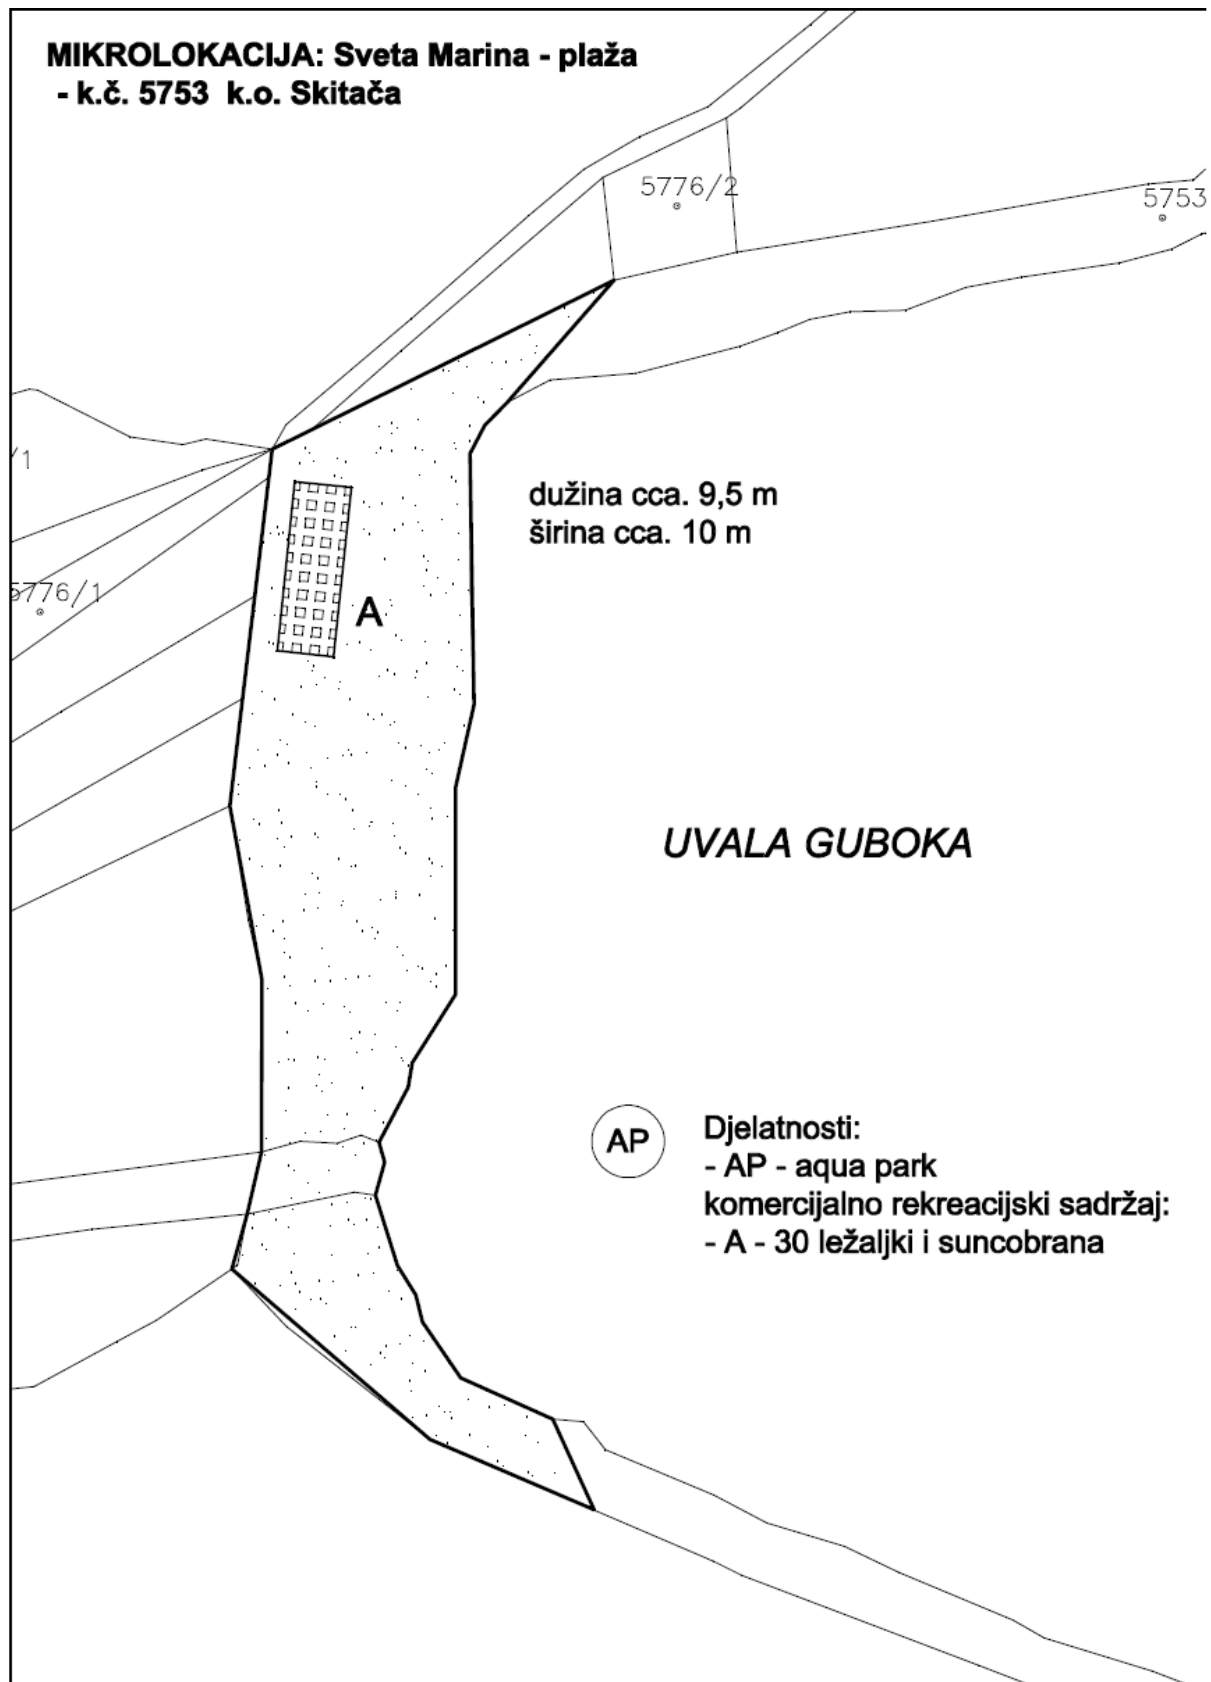 MIKROLOKACIJA: Sveta Marina - plaža
- k.č. 5753 k.o. Skitača
5776/2
5753
/1
dužina cca. 9,5 m
širina cca. 10 m
5776/1
A
UVALA GUBOKA
AP
Djelatnosti:
- AP - aqua park
komercijalno rekreacijski sadržaj:
- A - 30 ležaljki i suncobrana